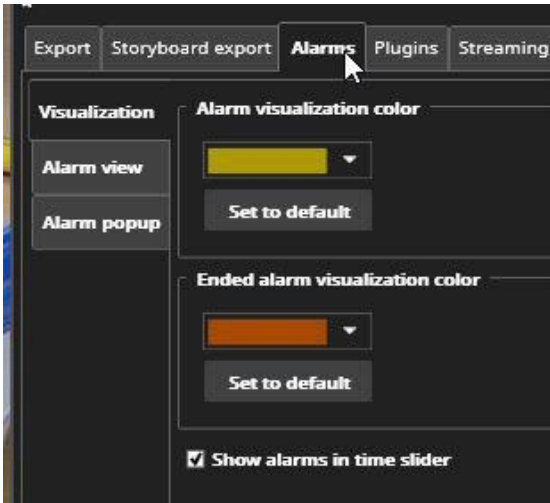 Export Storyboard export Alarms Plugins Streaming
Visualization
Alarm view
Alarm popup
Alarm visualization color
Set to default
Ended alarm visualization color
Set to default
Show alarms in time slider